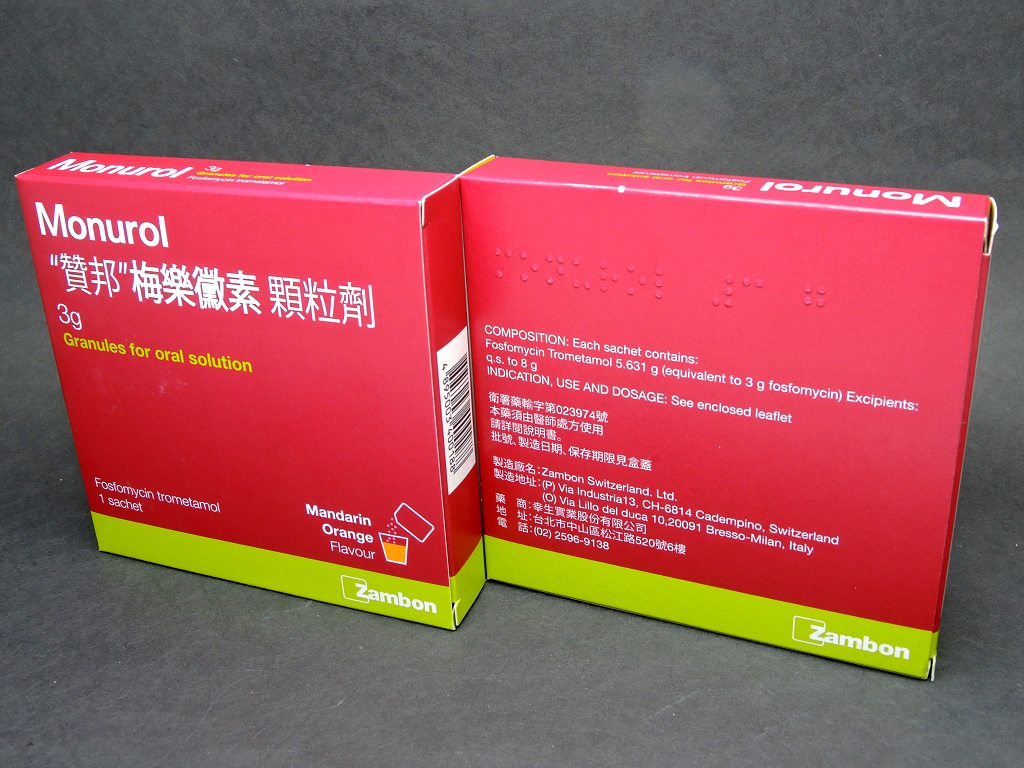 Monurol 3g
Granules for oral solution
Fosfomycin trometamol
Monurol
“贊邦”梅樂黴素 顆粒劑
3g
Granules for oral solution
Fosfomycin trometamol
1 sachet
Mandarin
Orange
Flavour
Zambon
Monurol 3g
Granules for oral solution
Fosfomycin trometamol
COMPOSITION: Each sachet contains:
Fosfomycin Trometamol 5.631 g (equivalent to 3 g fosfomycin) Excipients:
q.s. to 8 g
INDICATION, USE AND DOSAGE: See enclosed leaflet
衛署藥輸字第023974號
本藥須由醫師處方使用
請詳閱說明書。
批號、製造日期、保存期限見盒蓋
製造廠名：Zambon Switzerland. Ltd.
製造地址：(P) Via Industria13, CH-6814 Cadempino, Switzerland
(O) Via Lillo del duca 10,20091 Bresso-Milan, Italy
藥 商：幸生實業股份有限公司
地 址：台北市中山區松江路520號6樓
電 話：(02) 2596-9138
Zambon